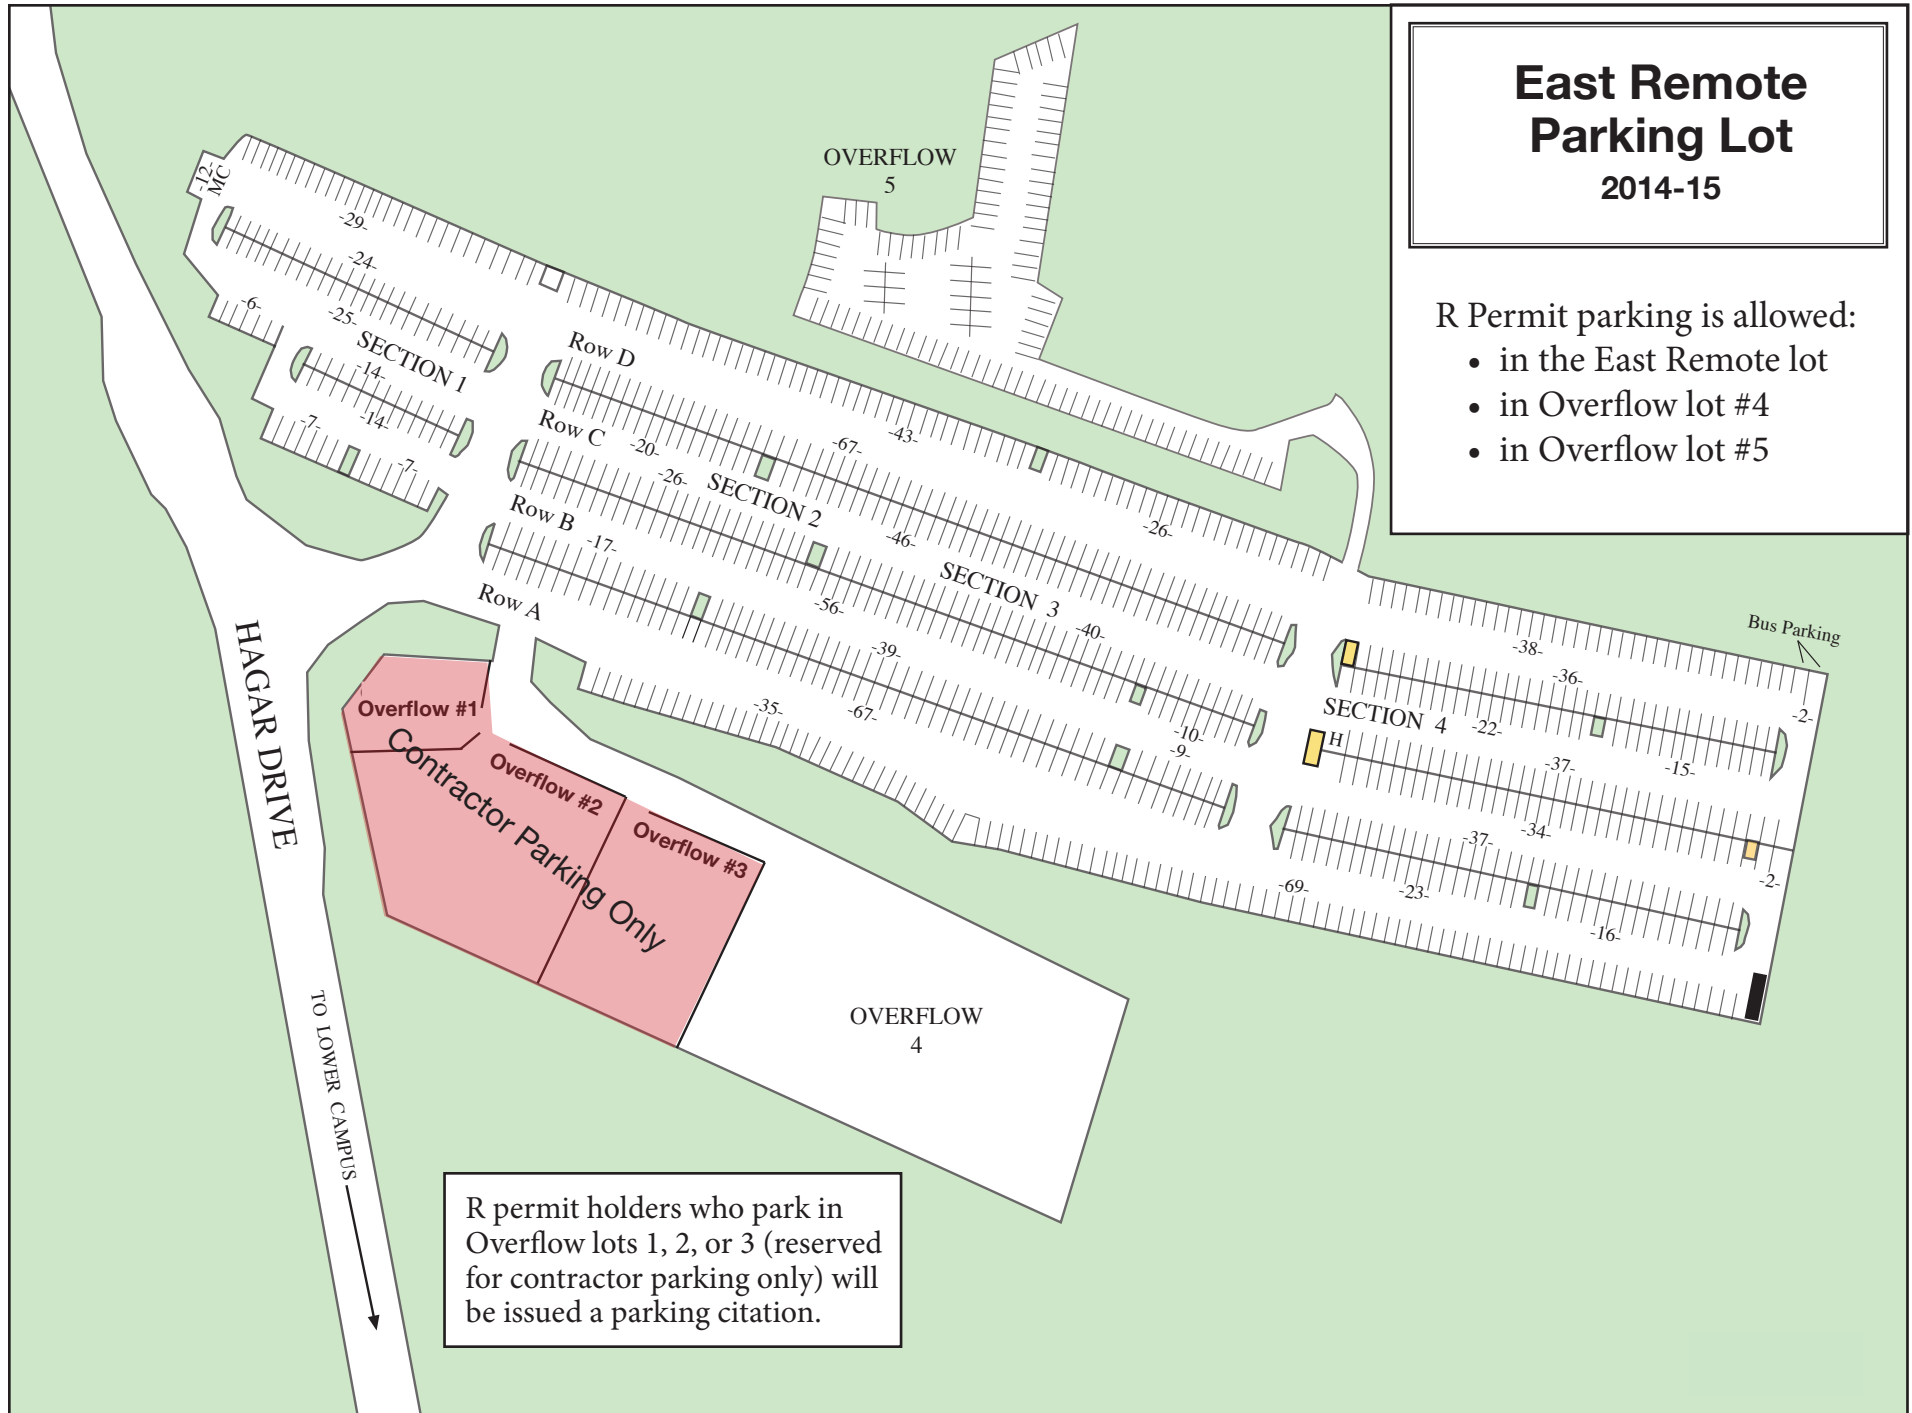 East Remote
Parking Lot
2014-15
R Permit parking is allowed:
• in the East Remote lot
• in Overflow lot #4
• in Overflow lot #5
OVERFLOW
5
-12-
MC
-29-
-24-
-25-
-6-
SECTION 1
-14-
-14-
-7-
-7-
Row D
Row C
Row B
Row A
-20-
-26-
-17-
SECTION 2
-67-
-43-
-46-
-26-
SECTION 3
-56-
-40-
-39-
-35-
-67-
-10-
-9-
Bus Parking
-38-
-36-
-2-
SECTION 4
-22-
H
-15-
-37-
-34-
-37-
-2-
-69-
-23-
-16-
HAGAR DRIVE
TO LOWER CAMPUS
Overflow #1
Overflow #2
Overflow #3
Contractor Parking Only
OVERFLOW
4
R permit holders who park in
Overflow lots 1, 2, or 3 (reserved
for contractor parking only) will
be issued a parking citation.